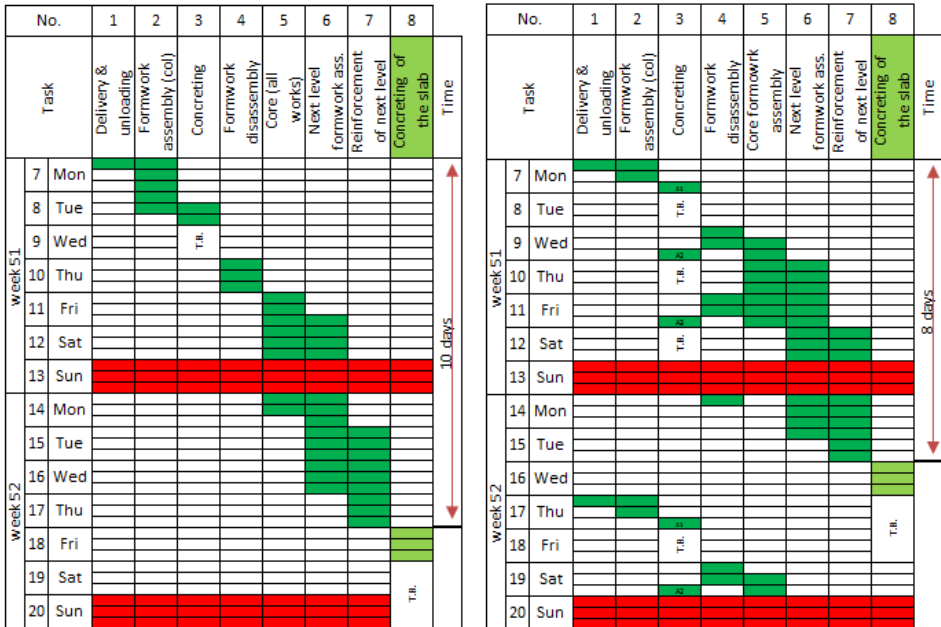 No.
1
2
3
4
5
6
7
8
Task
Delivery &
unloading
Formwork
assembly (col)
Concreting
Formwork
disassembly
Core (all
works)
Next level
formwork ass.
Reinforcement
of next level
Concreting of
the slab
Time
week 51
7 Mon
8 Tue
9 Wed
T.B.
10 Thu
11 Fri
12 Sat
13 Sun
10 days
week 52
14 Mon
15 Tue
16 Wed
17 Thu
18 Fri
19 Sat
T.B.
20 Sun
No.
1
2
3
4
5
6
7
8
Task
Delivery &
unloading
Formwork
assembly (col)
Concreting
Formwork
disassembly
Core fomowrk
assembly
Next level
formwork ass.
Reinforcement
of next level
Concreting of
the slab
Time
week 51
7 Mon
8 Tue
T.B.
9 Wed
A2
10 Thu
T.B.
11 Fri
A2
12 Sat
T.B.
13 Sun
8 days
week 52
14 Mon
15 Tue
16 Wed
17 Thu
T.B.
18 Fri
T.B.
19 Sat
A2
20 Sun